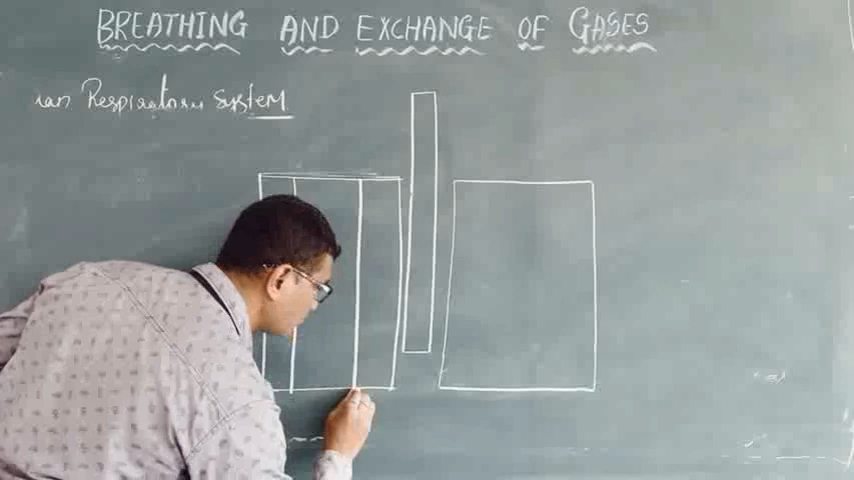 BREATHING AND EXCHANGE OF GASES
Respiratory System